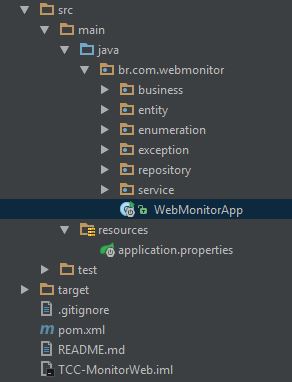 src
main
java
br.com.webmonitor
business
entity
enumeration
exception
repository
service
WebMonitorApp
resources
application.properties
test
target
.gitignore
pom.xml
README.md
TCC-MonitorWeb.iml